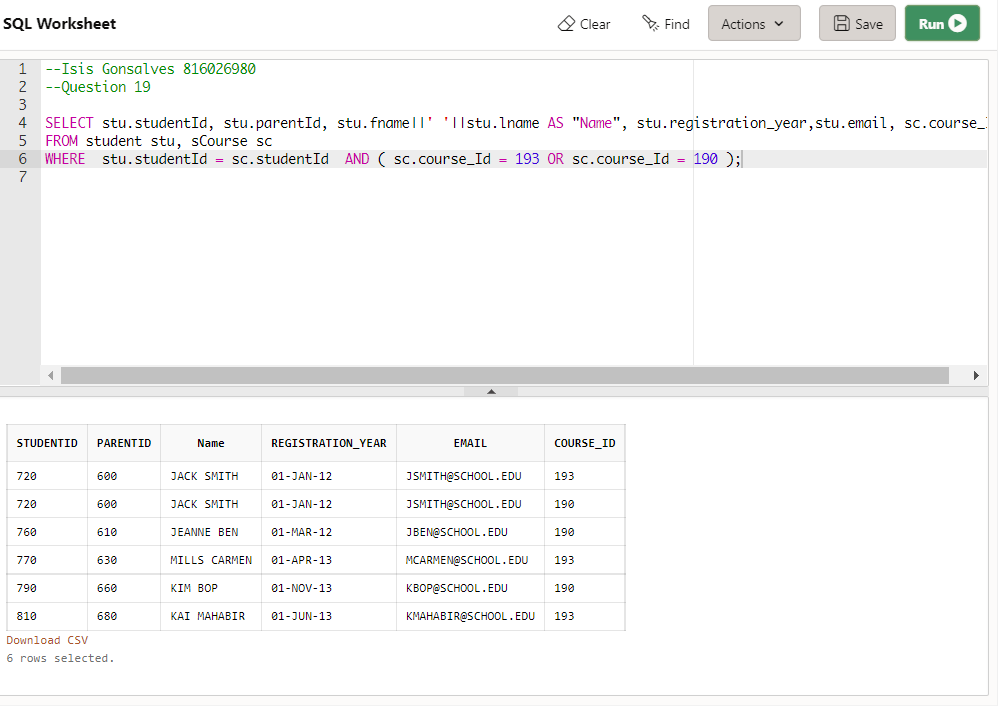 SQL Worksheet Clear Find Actions Save Run
1 --Isis Gonsalves 816026980
2 --Question 19
3
4 SELECT stu.studentId, stu.parentId, stu.fname||' '||stu.lname AS "Name", stu.registration_year,stu.email, sc.course_
5 FROM student stu, sCourse sc
6 WHERE  stu.studentId = sc.studentId  AND ( sc.course_Id = 193 OR sc.course_Id = 190 );
7
STUDENTID PARENTID Name REGISTRATION_YEAR EMAIL COURSE_ID
720 600 JACK SMITH 01-JAN-12 JSMITH@SCHOOL.EDU 193
720 600 JACK SMITH 01-JAN-12 JSMITH@SCHOOL.EDU 190
760 610 JEANNE BEN 01-MAR-12 JBEN@SCHOOL.EDU 190
770 630 MILLS CARMEN 01-APR-13 MCARMEN@SCHOOL.EDU 193
790 660 KIM BOP 01-NOV-13 KBOP@SCHOOL.EDU 190
810 680 KAI MAHABIR 01-JUN-13 KMAHABIR@SCHOOL.EDU 193
Download CSV
6 rows selected.